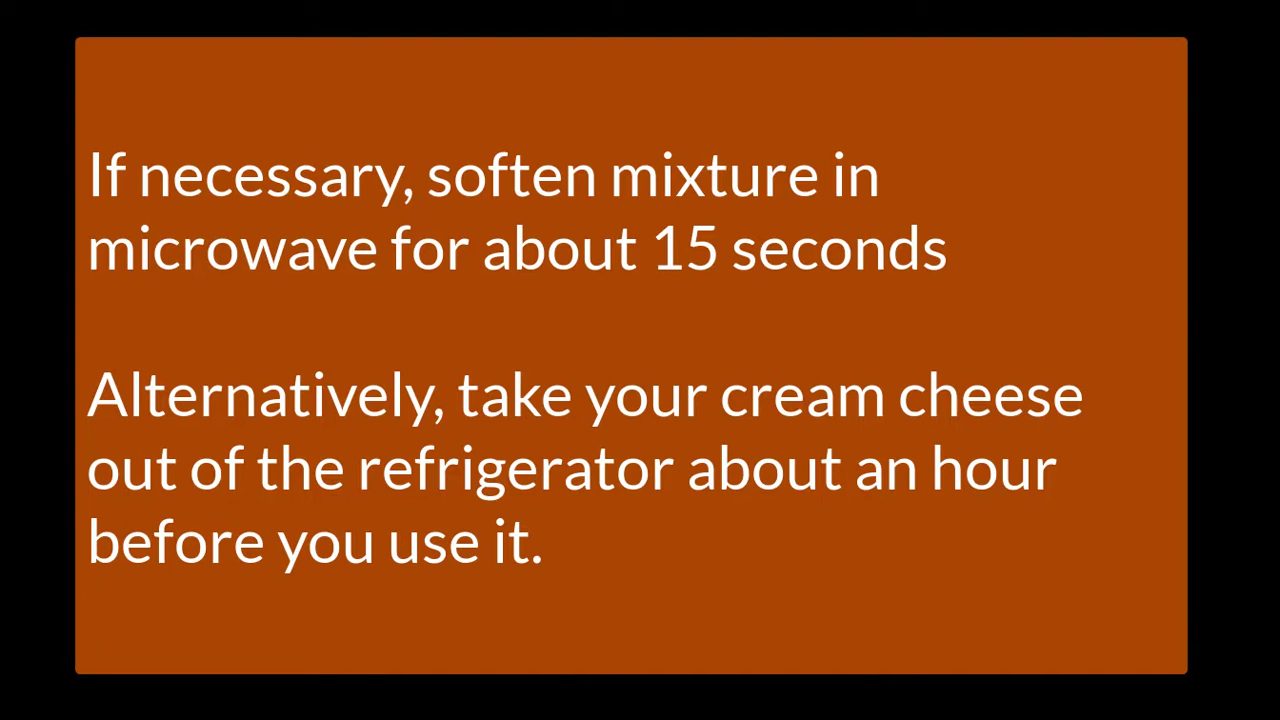 If necessary, soften mixture in
microwave for about 15 seconds
Alternatively, take your cream cheese
out of the refrigerator about an hour
before you use it.